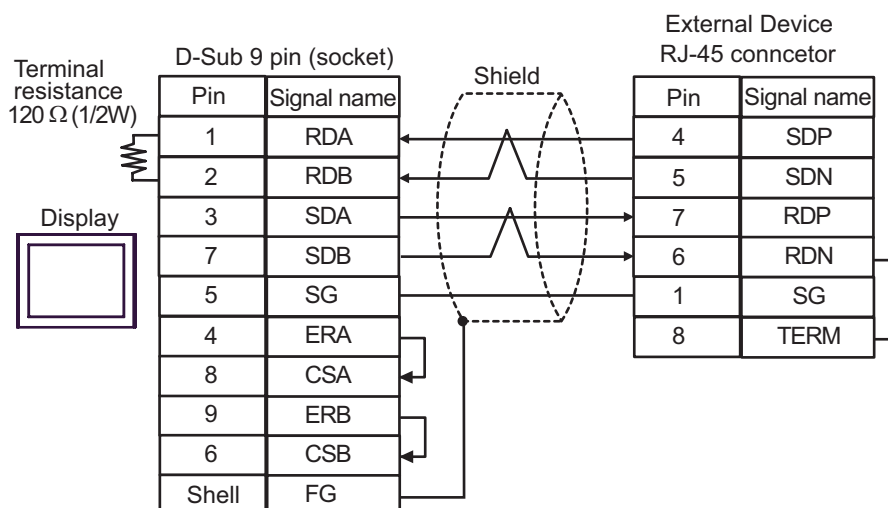 External Device
RJ-45 conncetor
D-Sub 9 pin (socket)
Shield
Terminal
resistance
120 Ω (1/2W)
Display
Pin Signal name
1 RDA
2 RDB
3 SDA
7 SDB
5 SG
4 ERA
8 CSA
9 ERB
6 CSB
Shell FG
Pin Signal name
4 SDP
5 SDN
7 RDP
6 RDN
1 SG
8 TERM